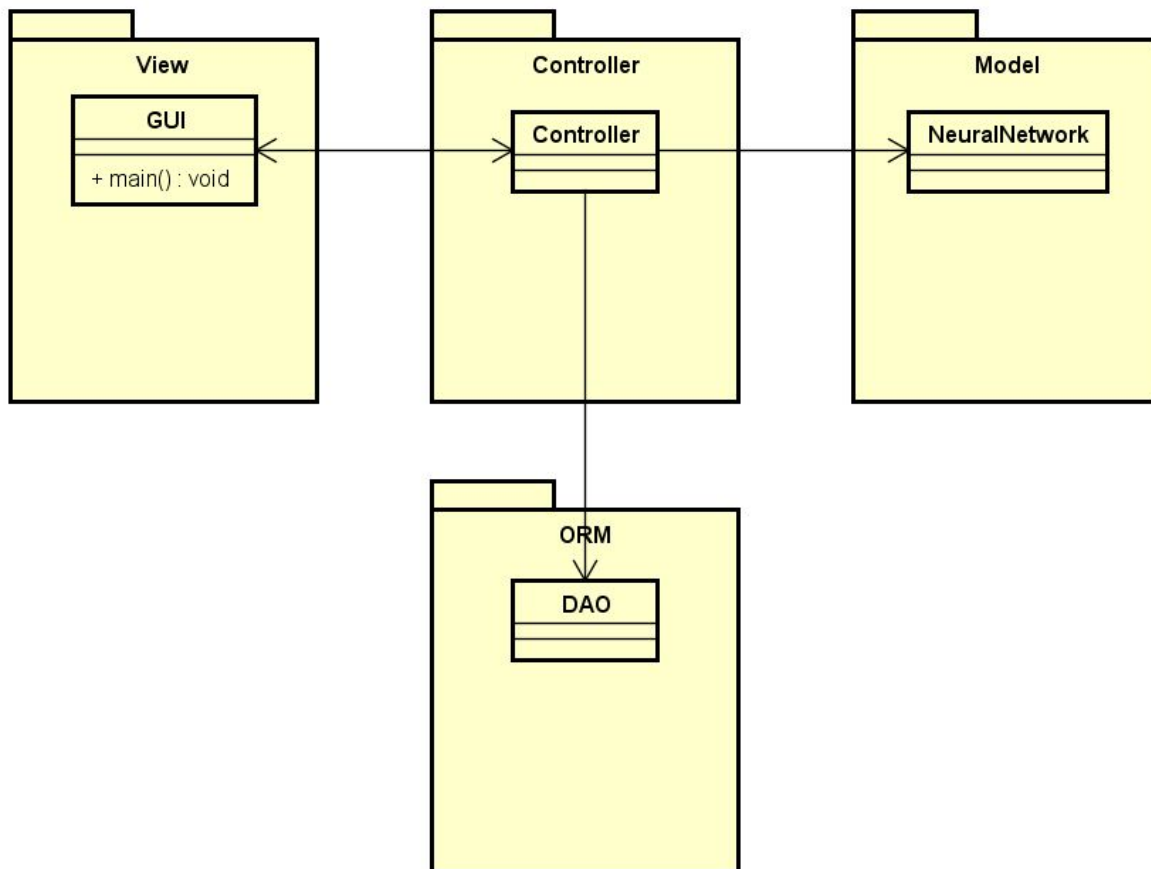 View
Controller
Model
GUI
+ main() : void
Controller
NeuralNetwork
ORM
DAO